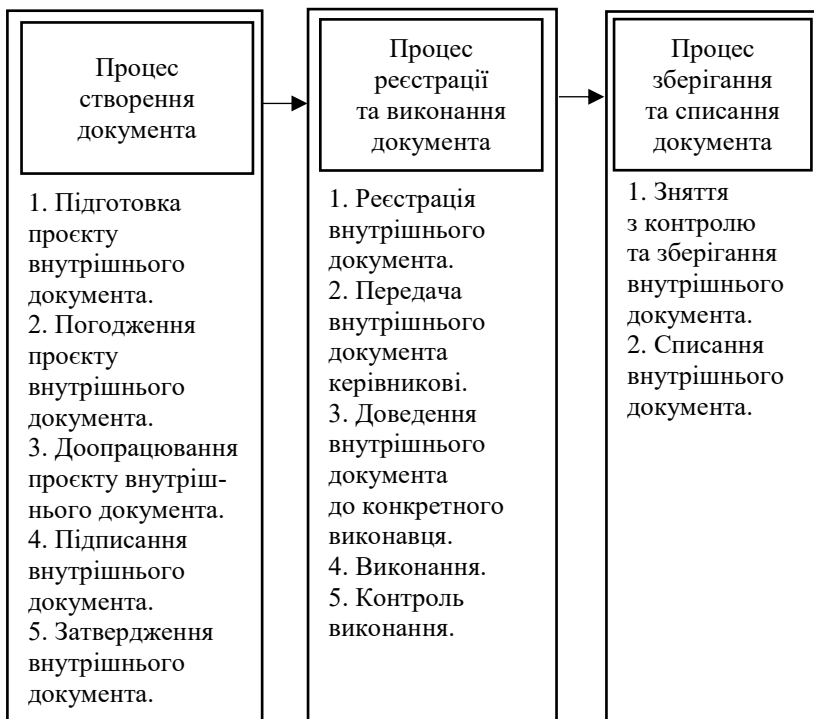 Процес
створення
документа
1. Підготовка
проєкту
внутрішнього
документа.
2. Погодження
проєкту
внутрішнього
документа.
3. Доопрацювання
проєкту внутріш-
нього документа.
4. Підписання
внутрішнього
документа.
5. Затвердження
внутрішнього
документа.
Процес
реєстрації
та виконання
документа
1. Реєстрація
внутрішнього
документа.
2. Передача
внутрішнього
документа
керівникові.
3. Доведення
внутрішнього
документа
до конкретного
виконавця.
4. Виконання.
5. Контроль
виконання.
Процес
зберігання
та списання
документа
1. Зняття
з контролю
та зберігання
внутрішнього
документа.
2. Списання
внутрішнього
документа.